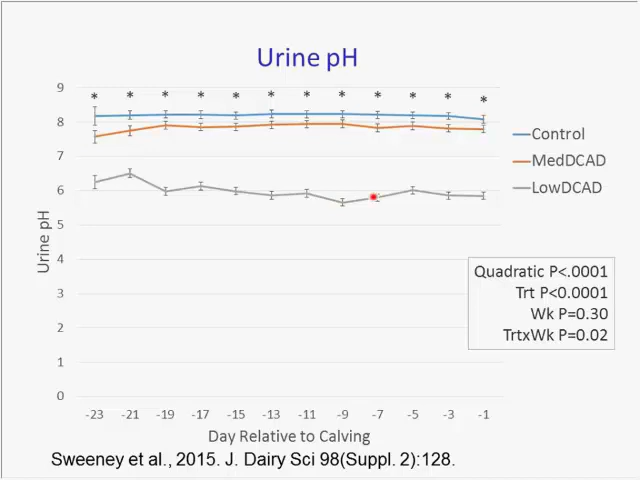 Urine pH
9
8
7
6
5
4
3
2
1
0
Urine pH
* * * * * * * * * * * *
Control
MedDCAD
LowDCAD
Quadratic P<.0001
Trt P<0.0001
Wk P=0.30
TrtxWk P=0.02
-23 -21 -19 -17 -15 -13 -11 -9 -7 -5 -3 -1
Day Relative to Calving
Sweeney et al., 2015. J. Dairy Sci 98(Suppl. 2):128.